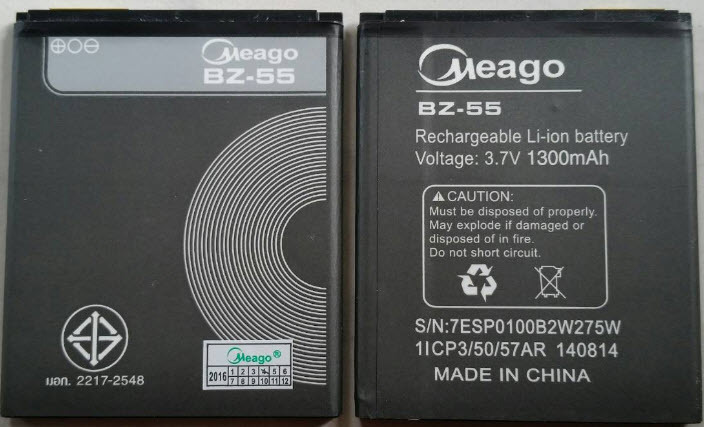 Meago
BZ-55
มอก. 2217-2548
Meago®
2016 1 2 3 4 5 6
7 8 9 10 11 12
Meago
BZ-55
Rechargeable Li-ion battery
Voltage: 3.7V 1300mAh
CAUTION:
Must be disposed of properly.
May explode if damaged or
disposed of in fire.
Do not short circuit.
S/N:7ESP0100B2W275W
1ICP3/50/57AR 140814
MADE IN CHINA